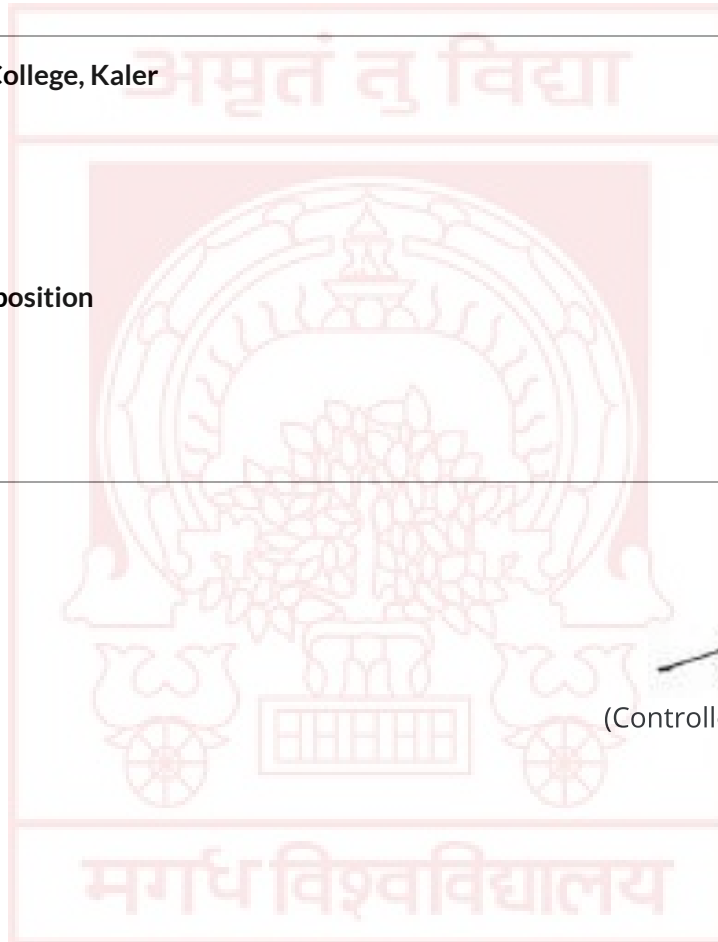 अमृतं तु विद्या
College, Kaler
position
(Controll
मगध विश्वविद्यालय